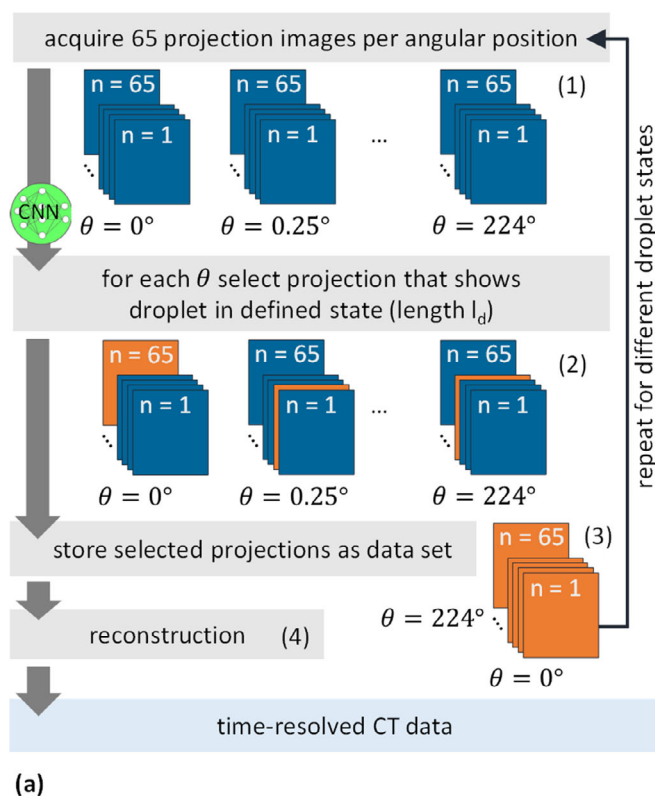 acquire 65 projection images per angular position
(1)
n = 65
n = 1
n = 65
n = 1
...
n = 65
n = 1
CNN
θ = 0°
θ = 0.25°
θ = 224°
for each θ select projection that shows
droplet in defined state (length l_d)
(2)
n = 65
n = 1
n = 65
n = 1
...
n = 65
n = 1
θ = 0°
θ = 0.25°
θ = 224°
repeat for different droplet states
store selected projections as data set
(3)
n = 65
n = 1
θ = 224°
θ = 0°
reconstruction (4)
time-resolved CT data
(a)